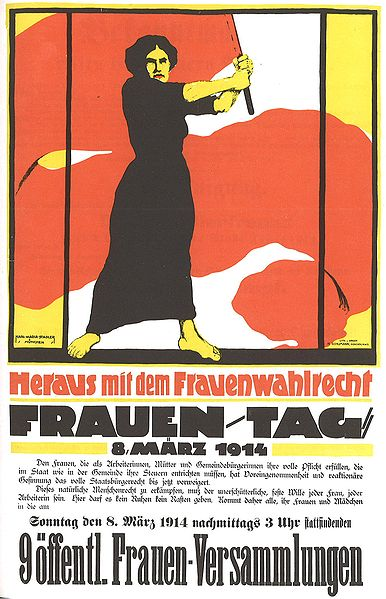 KARL MARIA STADLER
MÜNCHEN
Heraus mit dem Frauenwahlrecht
FRAUEN-TAG
8. MÄRZ 1914
Den Frauen, die als Arbeiterinnen, Mütter und Gemeindebürgerinnen ihre volle Pflicht erfüllen, die
im Staat wie in der Gemeinde ihre Steuern entrichten müssen, hat Voreingenommenheit und reaktionäre
Gesinnung das volle Staatsbürgerrecht bis jetzt verweigert.
Dieses natürliche Menschenrecht zu erkämpfen, muß der unerschütterliche, feste Wille jeder Frau, jeder
Arbeiterin sein. Hier darf es kein Ruhen kein Rasten geben. Kommt daher alle, ihr Frauen und Mädchen
in die am
Sonntag den 8. März 1914 nachmittags 3 Uhr stattfindenden
9 öffentl. Frauen-Versammlungen